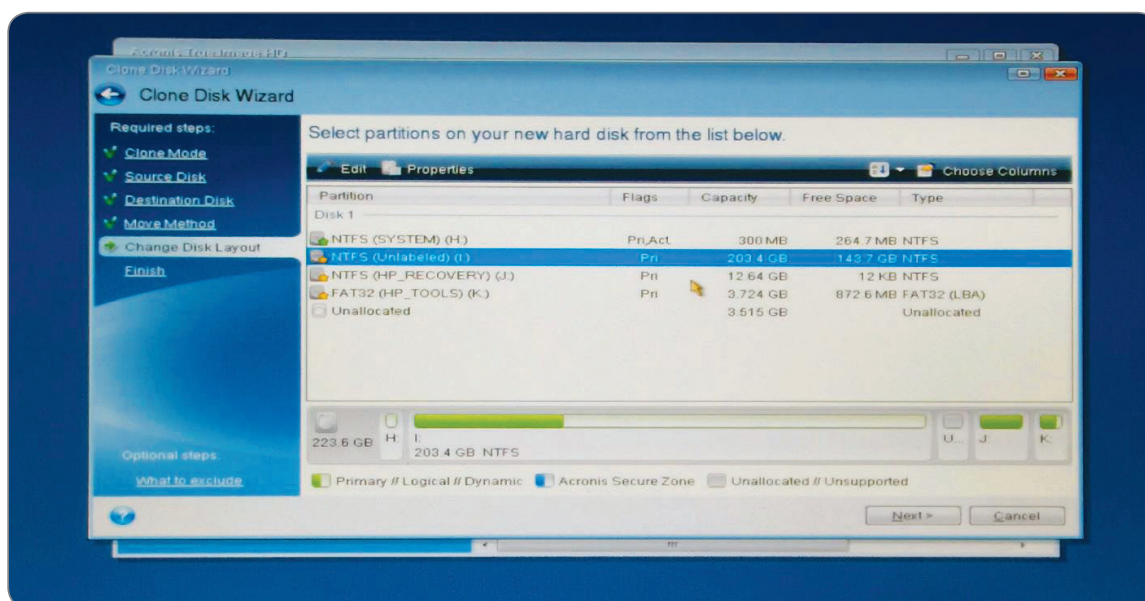 Acronis True Image HD
Clone Disk Wizard
Clone Disk Wizard
Required steps:
Clone Mode
Source Disk
Destination Disk
Move Method
Change Disk Layout
Finish
Optional steps:
What to exclude
Select partitions on your new hard disk from the list below.
Edit Properties Choose Columns
Partition Flags Capacity Free Space Type
Disk 1
NTFS (SYSTEM) (H:) Pri,Act 300 MB 264.7 MB NTFS
NTFS (Unlabeled) (I:) Pri 203.4 GB 143.7 GB NTFS
NTFS (HP_RECOVERY) (J:) Pri 12.64 GB 12 KB NTFS
FAT32 (HP_TOOLS) (K:) Pri 3.724 GB 872.6 MB FAT32 (LBA)
Unallocated 3.515 GB Unallocated
223.6 GB H: I: U... J: K:
203.4 GB NTFS
Primary // Logical // Dynamic Acronis Secure Zone Unallocated // Unsupported
Next > Cancel